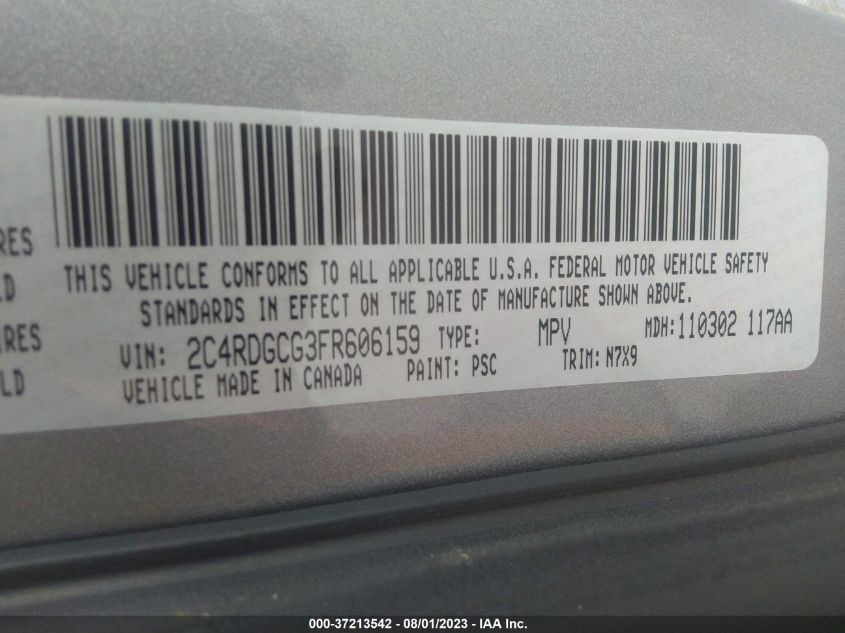 RES
LD
IRES
LD
THIS VEHICLE CONFORMS TO ALL APPLICABLE U.S.A. FEDERAL MOTOR VEHICLE SAFETY
STANDARDS IN EFFECT ON THE DATE OF MANUFACTURE SHOWN ABOVE.
VIN: 2C4RDGCG3FR606159 TYPE: MPV MDH: 110302 117AA
VEHICLE MADE IN CANADA PAINT: PSC TRIM: N7X9
000-37213542 - 08/01/2023 - IAA Inc.